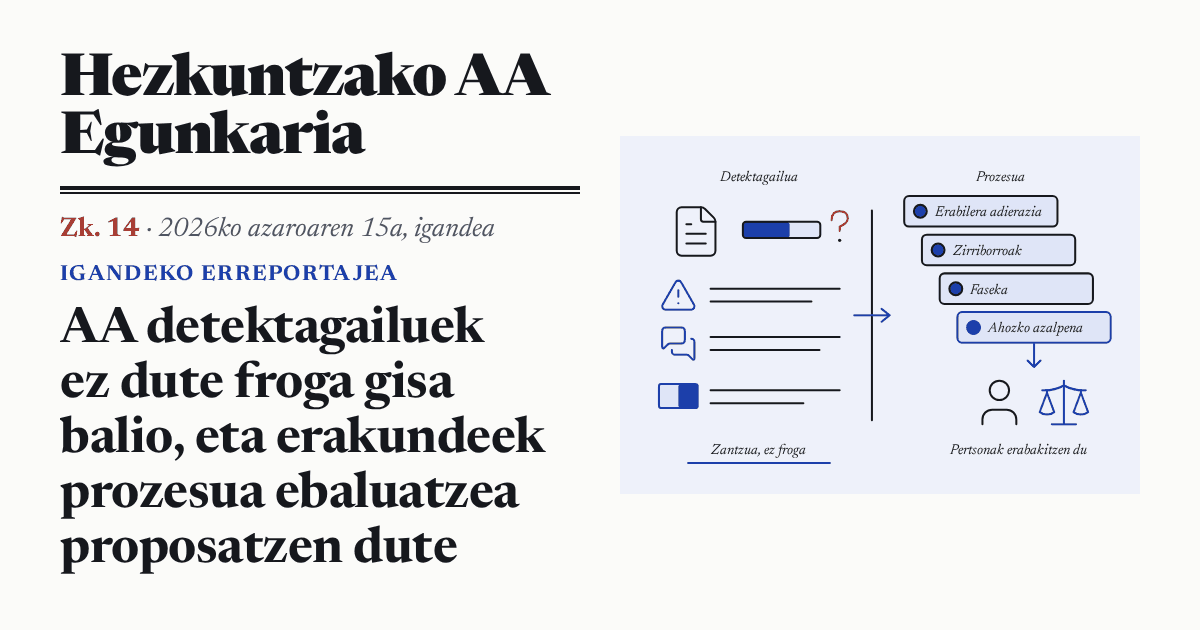 Hezkuntzako AA
Egunkaria
Zk. 14 · 2026ko azaroaren 15a, igandea
IGANDEKO ERREPORTAJEA
AA detektagailuek
ez dute froga gisa
balio, eta erakundeek
prozesua ebaluatzea
proposatzen dute
Detektagailua
?
Zantzua, ez froga
Prozesua
Erabilera adierazia
Zirriborroak
Faseka
Ahozko azalpena
Pertsonak erabakitzen du